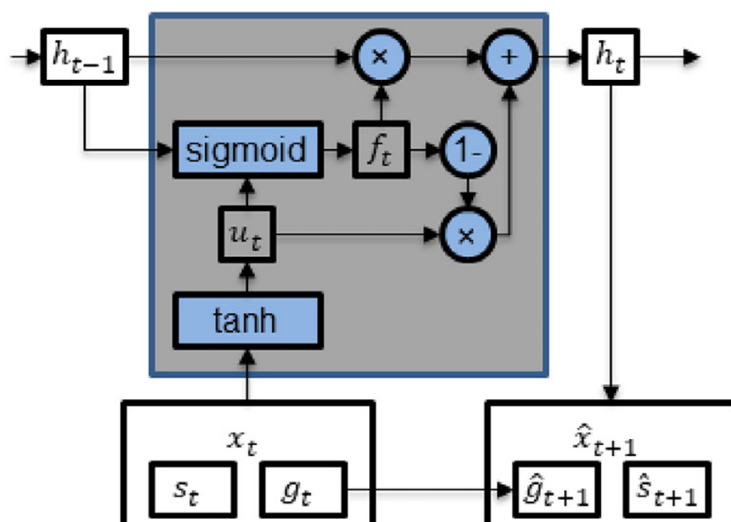 h_{t−1} × + h_t
sigmoid f_t 1-
u_t ×
tanh
x_t x̂_{t+1}
s_t g_t ĝ_{t+1} ŝ_{t+1}